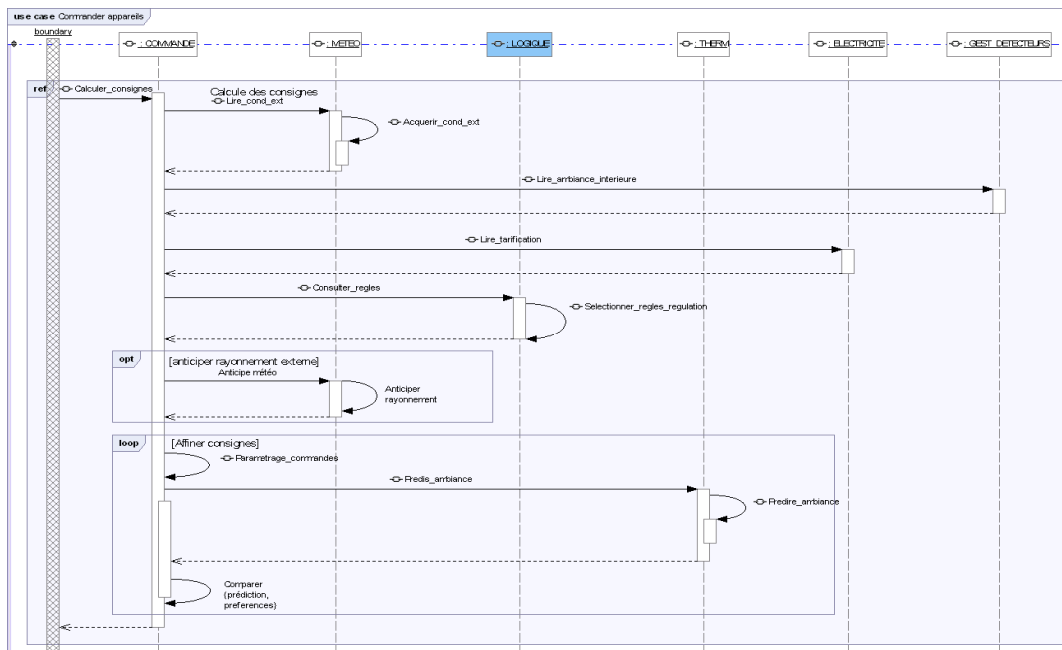 use case Commander appareils
boundary
: COMMANDE
: METEO
: LOGIQUE
: THERM
: ELECTRICITE
: GEST DETECTEURS
ref
Calculer_consignes
Calcule des consignes
Lire_cond_ext
Acquerir_cond_ext
Lire_ambiance_interieure
Lire_tarification
Consulter_regles
Selectionner_regles_regulation
opt
[anticiper rayonnement externe]
Anticipe météo
Anticiper
rayonnement
loop
[Affiner consignes]
Parametrage_commandes
Predis_ambiance
Predire_ambiance
Comparer
(prédiction,
preferences)